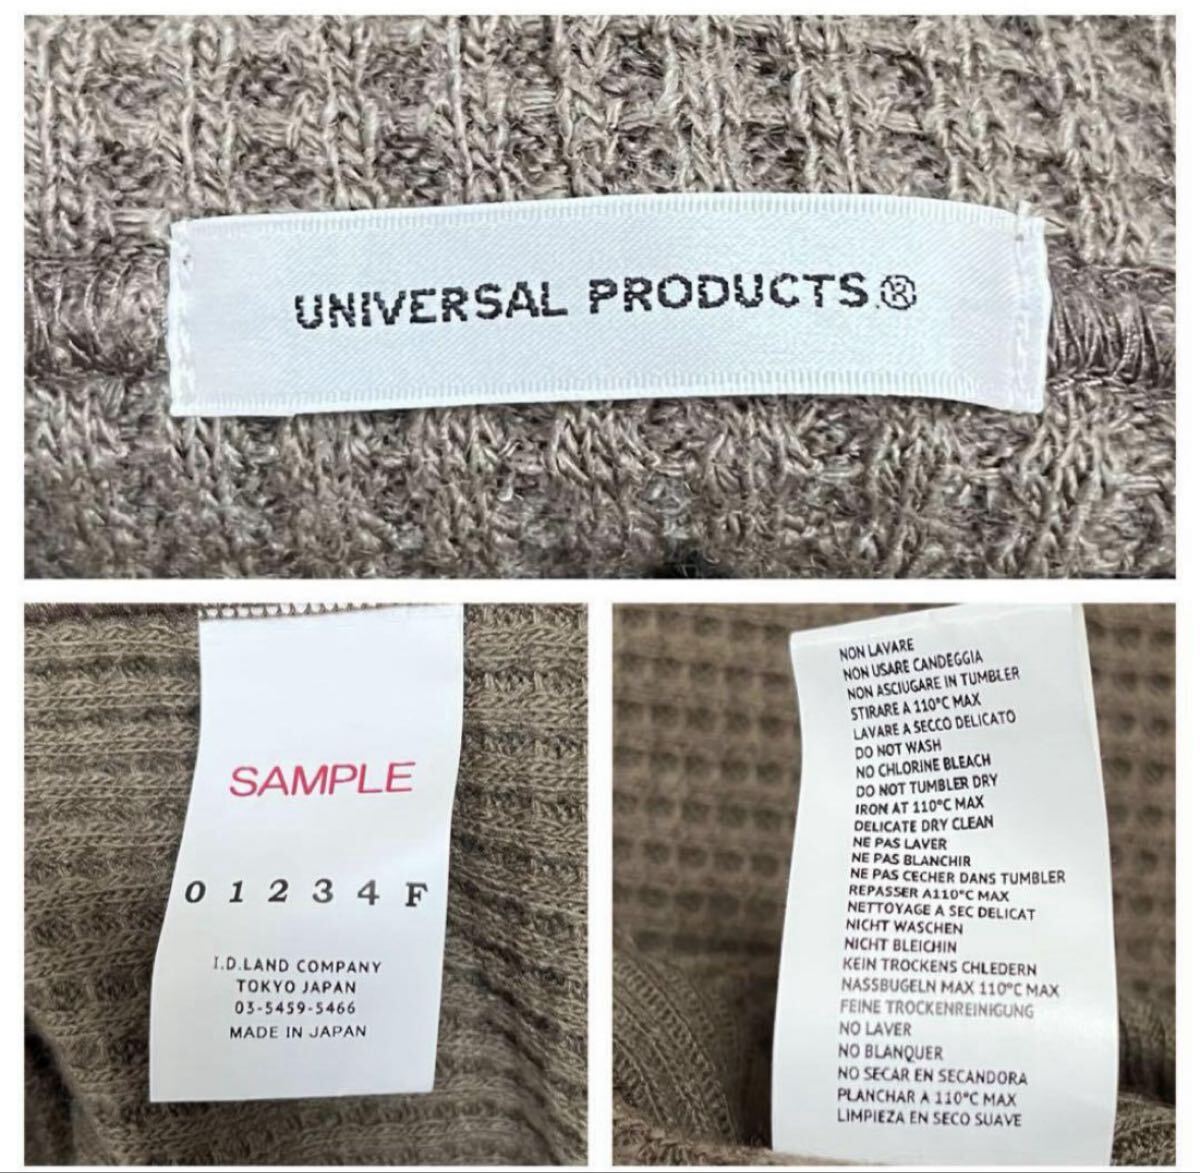 UNIVERSAL PRODUCTS.®
SAMPLE
0 1 2 3 4 F
I.D.LAND COMPANY
TOKYO JAPAN
03-5459-5466
MADE IN JAPAN
NON LAVARE
NON USARE CANDEGGIA
NON ASCIUGARE IN TUMBLER
STIRARE A 110°C MAX
LAVARE A SECCO DELICATO
DO NOT WASH
NO CHLORINE BLEACH
DO NOT TUMBLER DRY
IRON AT 110°C MAX
DELICATE DRY CLEAN
NE PAS LAVER
NE PAS BLANCHIR
NE PAS CECHER DANS TUMBLER
REPASSER A110°C MAX
NETTOYAGE A SEC DELICAT
NICHT WASCHEN
NICHT BLEICHIN
KEIN TROCKENS CHLEDERN
NASSBUGELN MAX 110°C MAX
FEINE TROCKENREINIGUNG
NO LAVER
NO BLANQUER
NO SECAR EN SECANDORA
PLANCHAR A 110°C MAX
LIMPIEZA EN SECO SUAVE